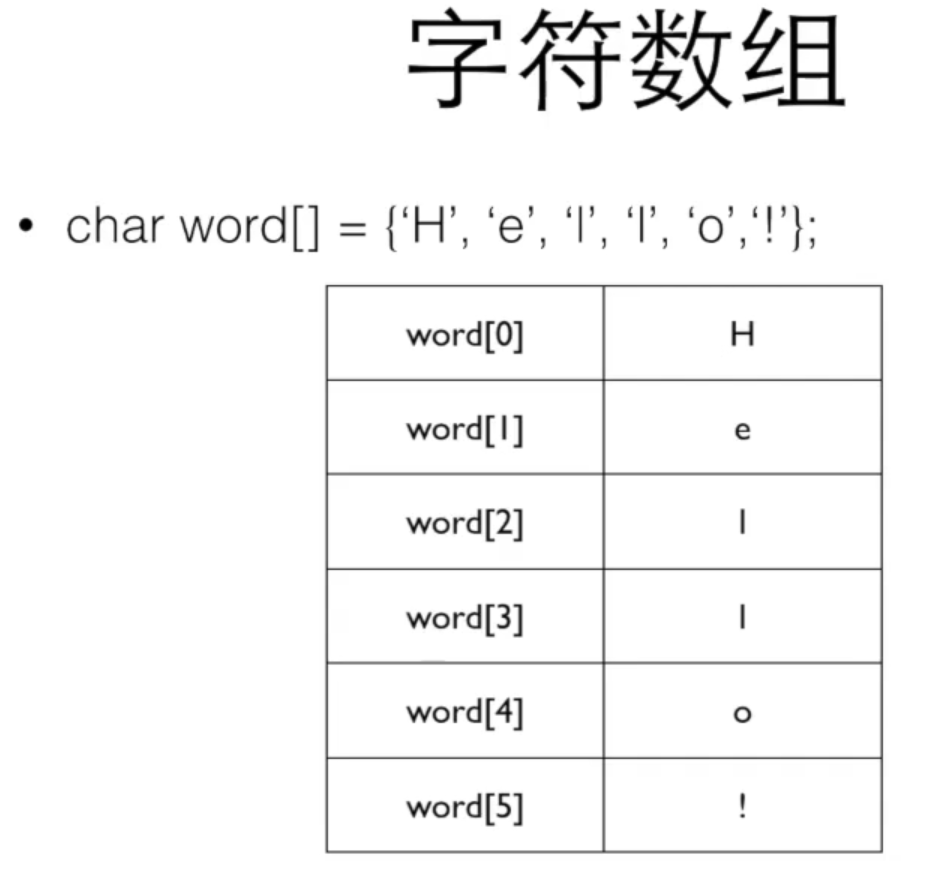 字符数组
• char word[] = {‘H’, ‘e’, ‘l’, ‘l’, ‘o’,‘!’};
word[0] H
word[1] e
word[2] l
word[3] l
word[4] o
word[5] !